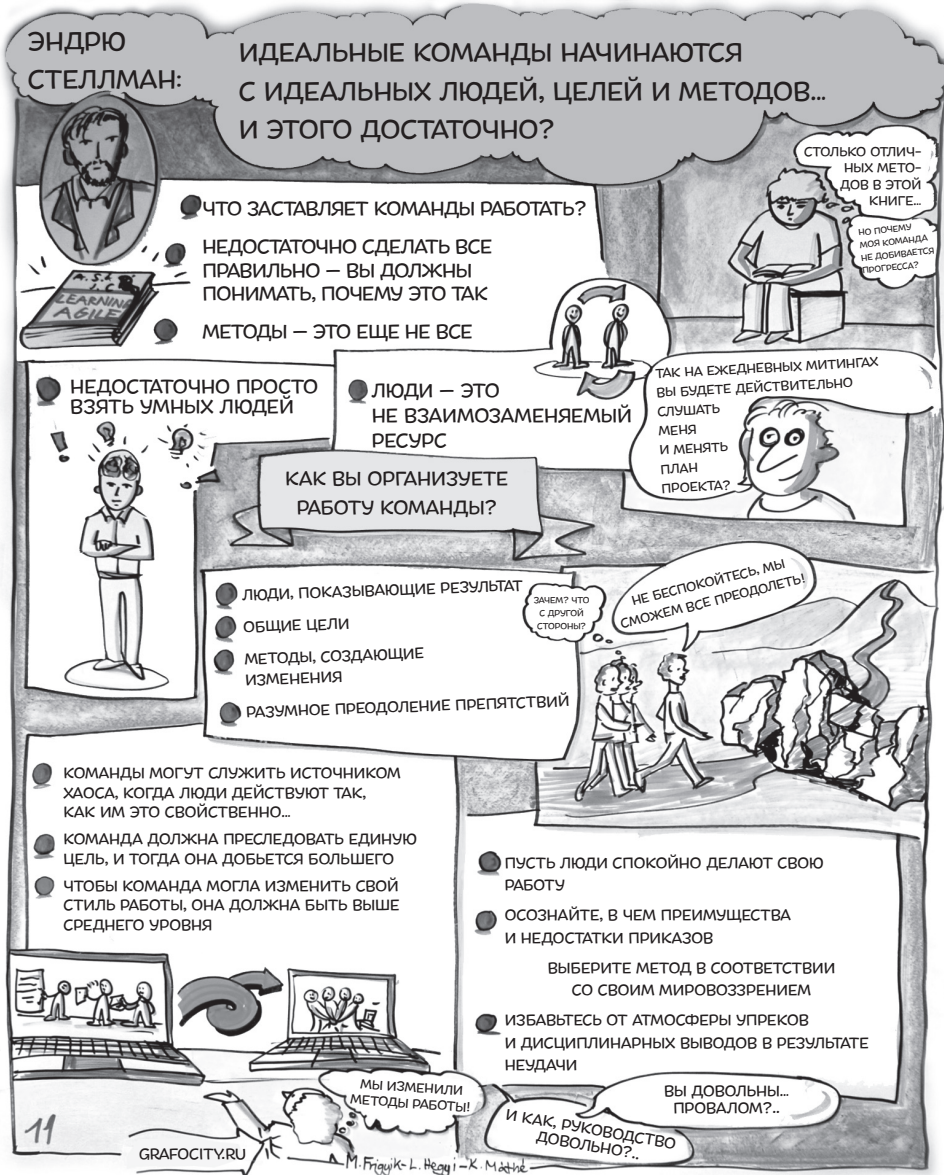 ЭНДРЮ
СТЕЛЛМАН:
ИДЕАЛЬНЫЕ КОМАНДЫ НАЧИНАЮТСЯ
С ИДЕАЛЬНЫХ ЛЮДЕЙ, ЦЕЛЕЙ И МЕТОДОВ...
И ЭТОГО ДОСТАТОЧНО?
СТОЛЬКО ОТЛИЧ-
НЫХ МЕТО-
ДОВ В ЭТОЙ
КНИГЕ...
НО ПОЧЕМУ
МОЯ КОМАНДА
НЕ ДОБИВАЕТСЯ
ПРОГРЕССА?
ЧТО ЗАСТАВЛЯЕТ КОМАНДЫ РАБОТАТЬ?
НЕДОСТАТОЧНО СДЕЛАТЬ ВСЕ
ПРАВИЛЬНО — ВЫ ДОЛЖНЫ
ПОНИМАТЬ, ПОЧЕМУ ЭТО ТАК
МЕТОДЫ — ЭТО ЕЩЕ НЕ ВСЕ
LEARNING
AGILE
НЕДОСТАТОЧНО ПРОСТО
ВЗЯТЬ УМНЫХ ЛЮДЕЙ
ЛЮДИ — ЭТО
НЕ ВЗАИМОЗАМЕНЯЕМЫЙ
РЕСУРС
ТАК НА ЕЖЕДНЕВНЫХ МИТИНГАХ
ВЫ БУДЕТЕ ДЕЙСТВИТЕЛЬНО
СЛУШАТЬ
МЕНЯ
И МЕНЯТЬ
ПЛАН
ПРОЕКТА?
КАК ВЫ ОРГАНИЗУЕТЕ
РАБОТУ КОМАНДЫ?
ЛЮДИ, ПОКАЗЫВАЮЩИЕ РЕЗУЛЬТАТ
ОБЩИЕ ЦЕЛИ
МЕТОДЫ, СОЗДАЮЩИЕ
ИЗМЕНЕНИЯ
РАЗУМНОЕ ПРЕОДОЛЕНИЕ ПРЕПЯТСТВИЙ
ЗАЧЕМ? ЧТО
С ДРУГОЙ
СТОРОНЫ?
НЕ БЕСПОКОЙТЕСЬ, МЫ
СМОЖЕМ ВСЕ ПРЕОДОЛЕТЬ!
КОМАНДЫ МОГУТ СЛУЖИТЬ ИСТОЧНИКОМ
ХАОСА, КОГДА ЛЮДИ ДЕЙСТВУЮТ ТАК,
КАК ИМ ЭТО СВОЙСТВЕННО...
КОМАНДА ДОЛЖНА ПРЕСЛЕДОВАТЬ ЕДИНУЮ
ЦЕЛЬ, И ТОГДА ОНА ДОБЬЕТСЯ БОЛЬШЕГО
ЧТОБЫ КОМАНДА МОГЛА ИЗМЕНИТЬ СВОЙ
СТИЛЬ РАБОТЫ, ОНА ДОЛЖНА БЫТЬ ВЫШЕ
СРЕДНЕГО УРОВНЯ
ПУСТЬ ЛЮДИ СПОКОЙНО ДЕЛАЮТ СВОЮ
РАБОТУ
ОСОЗНАЙТЕ, В ЧЕМ ПРЕИМУЩЕСТВА
И НЕДОСТАТКИ ПРИКАЗОВ
ВЫБЕРИТЕ МЕТОД В СООТВЕТСТВИИ
СО СВОИМ МИРОВОЗЗРЕНИЕМ
ИЗБАВЬТЕСЬ ОТ АТМОСФЕРЫ УПРЕКОВ
И ДИСЦИПЛИНАРНЫХ ВЫВОДОВ В РЕЗУЛЬТАТЕ
НЕУДАЧИ
МЫ ИЗМЕНИЛИ
МЕТОДЫ РАБОТЫ!
И КАК, РУКОВОДСТВО
ДОВОЛЬНО?..
ВЫ ДОВОЛЬНЫ...
ПРОВАЛОМ?..
11
GRAFOCITY.RU
M. Frigyik-L. Hegyi-K. Máthé